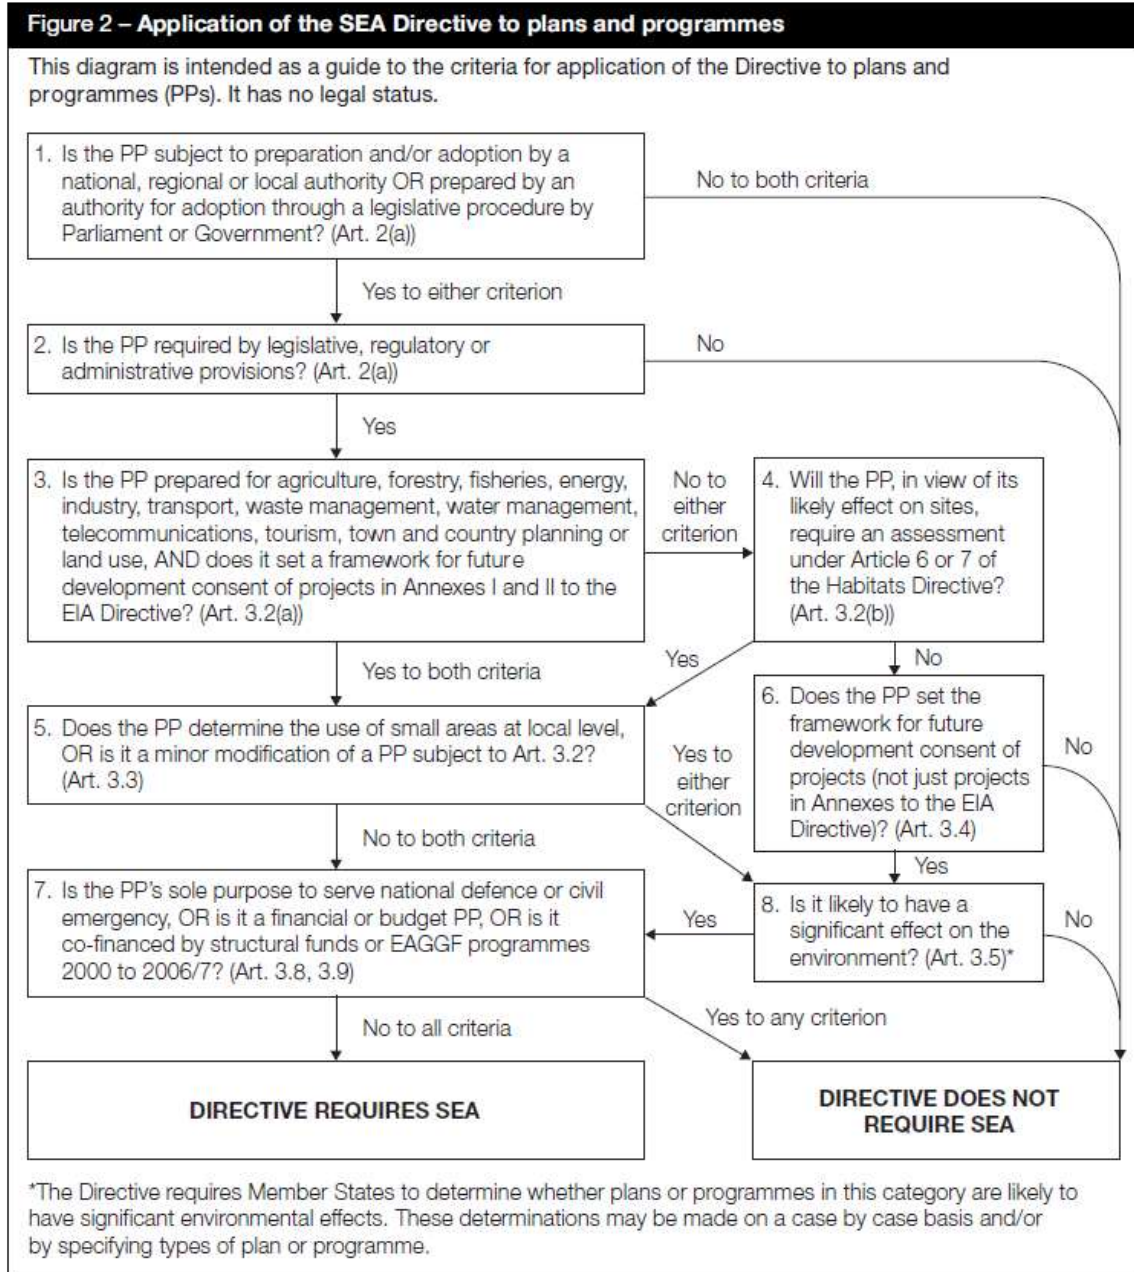 Figure 2 – Application of the SEA Directive to plans and programmes
This diagram is intended as a guide to the criteria for application of the Directive to plans and
programmes (PPs). It has no legal status.
1. Is the PP subject to preparation and/or adoption by a
national, regional or local authority OR prepared by an
authority for adoption through a legislative procedure by
Parliament or Government? (Art. 2(a))
No to both criteria
Yes to either criterion
2. Is the PP required by legislative, regulatory or
administrative provisions? (Art. 2(a))
No
Yes
3. Is the PP prepared for agriculture, forestry, fisheries, energy,
industry, transport, waste management, water management,
telecommunications, tourism, town and country planning or
land use, AND does it set a framework for future
development consent of projects in Annexes I and II to the
EIA Directive? (Art. 3.2(a))
No to
either
criterion
4. Will the PP, in view of its
likely effect on sites,
require an assessment
under Article 6 or 7 of
the Habitats Directive?
(Art. 3.2(b))
Yes to both criteria
Yes
No
5. Does the PP determine the use of small areas at local level,
OR is it a minor modification of a PP subject to Art. 3.2?
(Art. 3.3)
Yes to
either
criterion
6. Does the PP set the
framework for future
development consent of
projects (not just projects
in Annexes to the EIA
Directive)? (Art. 3.4)
No
No to both criteria
Yes
7. Is the PP's sole purpose to serve national defence or civil
emergency, OR is it a financial or budget PP, OR is it
co-financed by structural funds or EAGGF programmes
2000 to 2006/7? (Art. 3.8, 3.9)
Yes
8. Is it likely to have a
significant effect on the
environment? (Art. 3.5)*
No
No to all criteria
Yes to any criterion
DIRECTIVE REQUIRES SEA
DIRECTIVE DOES NOT
REQUIRE SEA
*The Directive requires Member States to determine whether plans or programmes in this category are likely to
have significant environmental effects. These determinations may be made on a case by case basis and/or
by specifying types of plan or programme.